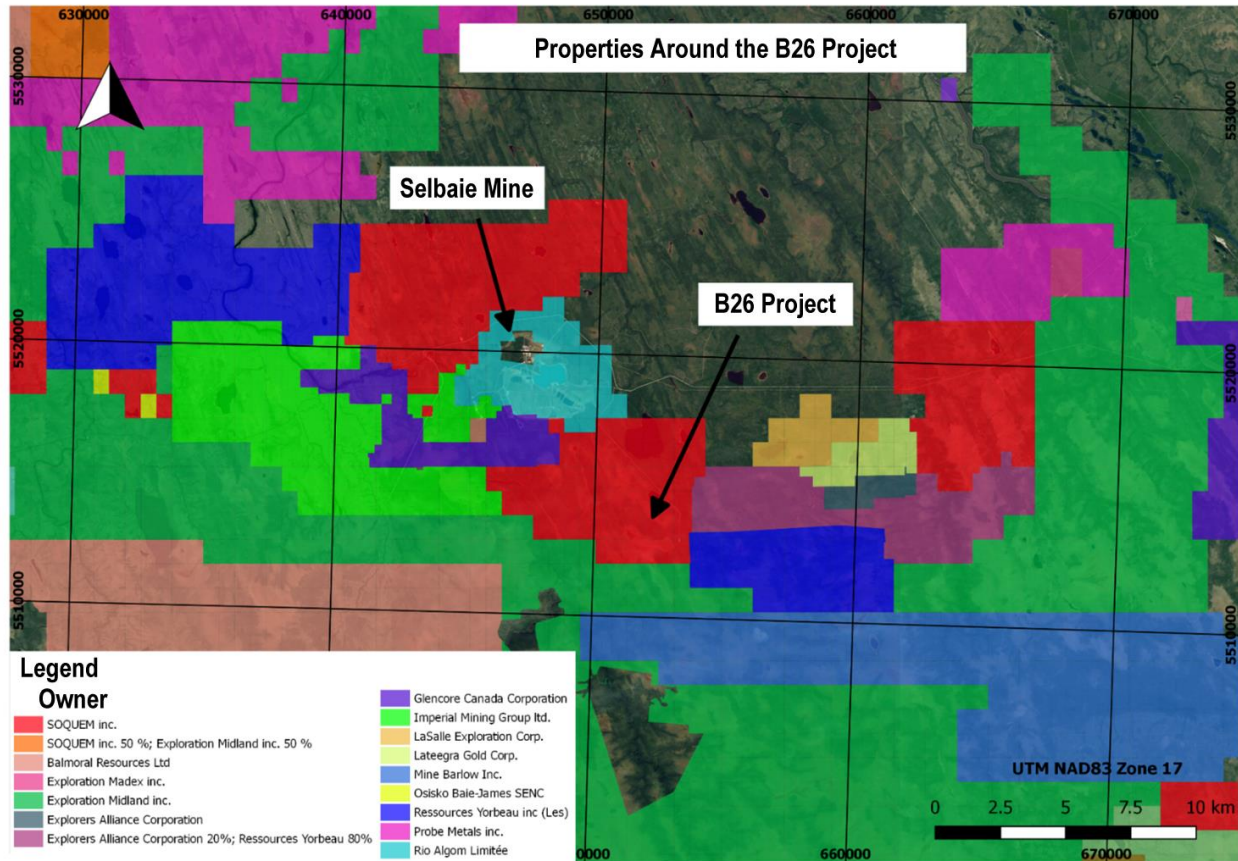 630000
640000
650000
660000
670000
Properties Around the B26 Project
5530000
5530000
Selbaie Mine
B26 Project
5520000
5520000
5510000
5510000
Legend
Owner
SOQUEM inc.
SOQUEM inc. 50 %; Exploration Midland inc. 50 %
Balmoral Resources Ltd
Exploration Madex inc.
Exploration Midland inc.
Explorers Alliance Corporation
Explorers Alliance Corporation 20%; Ressources Yorbeau 80%
Glencore Canada Corporation
Imperial Mining Group ltd.
LaSalle Exploration Corp.
Lateegra Gold Corp.
Mine Barlow Inc.
Osisko Baie-James SENC
Ressources Yorbeau inc (Les)
Probe Metals inc.
Rio Algom Limitée
UTM NAD83 Zone 17
0 2.5 5 7.5 10 km
660000
670000